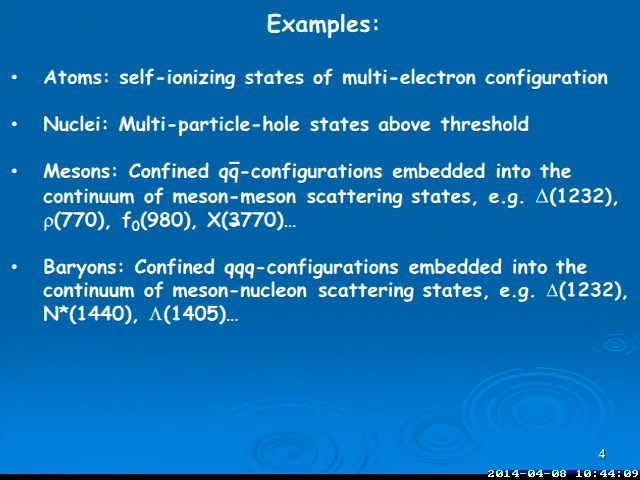 Examples:
• Atoms: self-ionizing states of multi-electron configuration
• Nuclei: Multi-particle-hole states above threshold
• Mesons: Confined qq̅-configurations embedded into the
continuum of meson-meson scattering states, e.g. Δ(1232),
ρ(770), f₀(980), X(3770)…
• Baryons: Confined qqq-configurations embedded into the
continuum of meson-nucleon scattering states, e.g. Δ(1232),
N*(1440), Λ(1405)…
4
2014-04-08 10:44:09